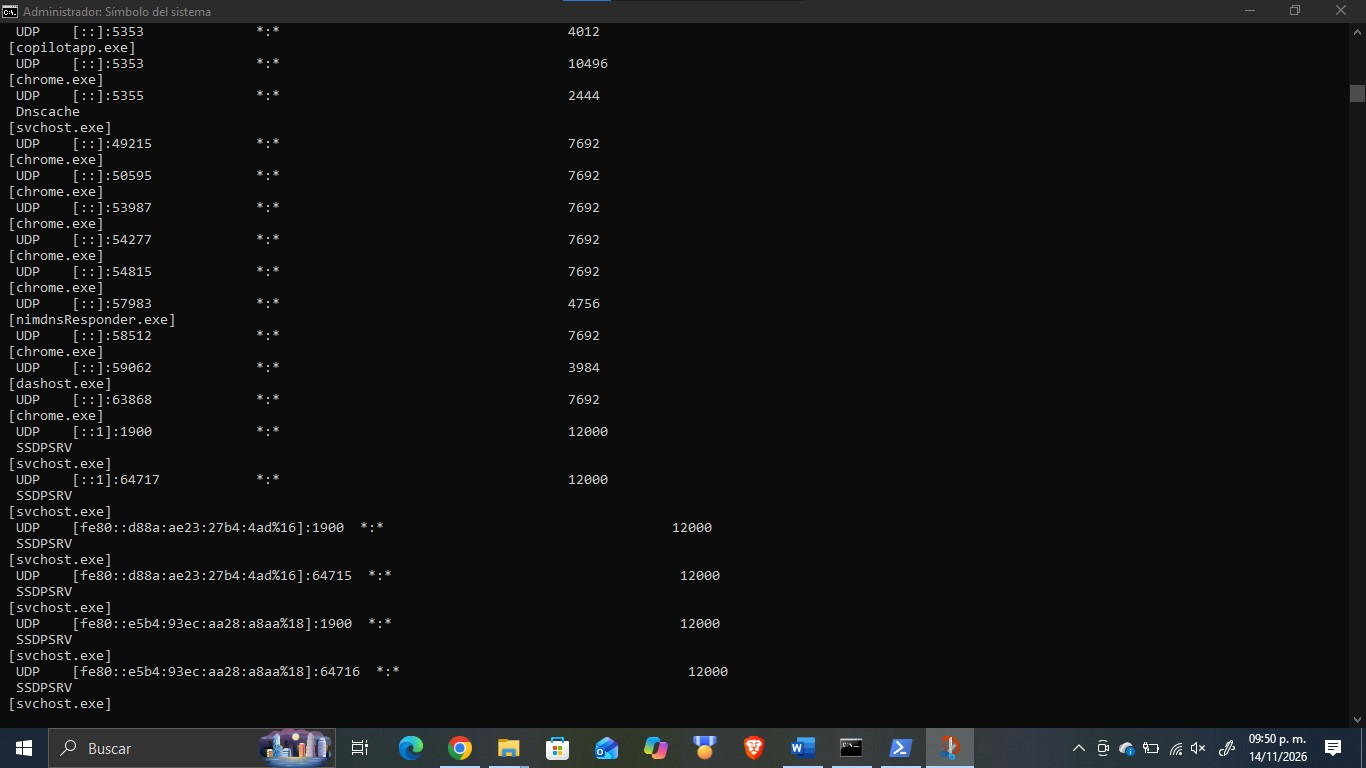 Administrador: Símbolo del sistema
UDP    [::]:5353              *:*                                    4012
[copilotapp.exe]
UDP    [::]:5353              *:*                                    10496
[chrome.exe]
UDP    [::]:5355              *:*                                    2444
Dnscache
[svchost.exe]
UDP    [::]:49215             *:*                                    7692
[chrome.exe]
UDP    [::]:50595             *:*                                    7692
[chrome.exe]
UDP    [::]:53987             *:*                                    7692
[chrome.exe]
UDP    [::]:54277             *:*                                    7692
[chrome.exe]
UDP    [::]:54815             *:*                                    7692
[chrome.exe]
UDP    [::]:57983             *:*                                    4756
[nimdnsResponder.exe]
UDP    [::]:58512             *:*                                    7692
[chrome.exe]
UDP    [::]:59062             *:*                                    3984
[dashost.exe]
UDP    [::]:63868             *:*                                    7692
[chrome.exe]
UDP    [::1]:1900             *:*                                    12000
SSDPSRV
[svchost.exe]
UDP    [::1]:64717            *:*                                    12000
SSDPSRV
[svchost.exe]
UDP    [fe80::d88a:ae23:27b4:4ad%16]:1900  *:*                                    12000
SSDPSRV
[svchost.exe]
UDP    [fe80::d88a:ae23:27b4:4ad%16]:64715  *:*                                    12000
SSDPSRV
[svchost.exe]
UDP    [fe80::e5b4:93ec:aa28:a8aa%18]:1900  *:*                                    12000
SSDPSRV
[svchost.exe]
UDP    [fe80::e5b4:93ec:aa28:a8aa%18]:64716  *:*                                    12000
SSDPSRV
[svchost.exe]
Buscar
09:50 p. m.
14/11/2026